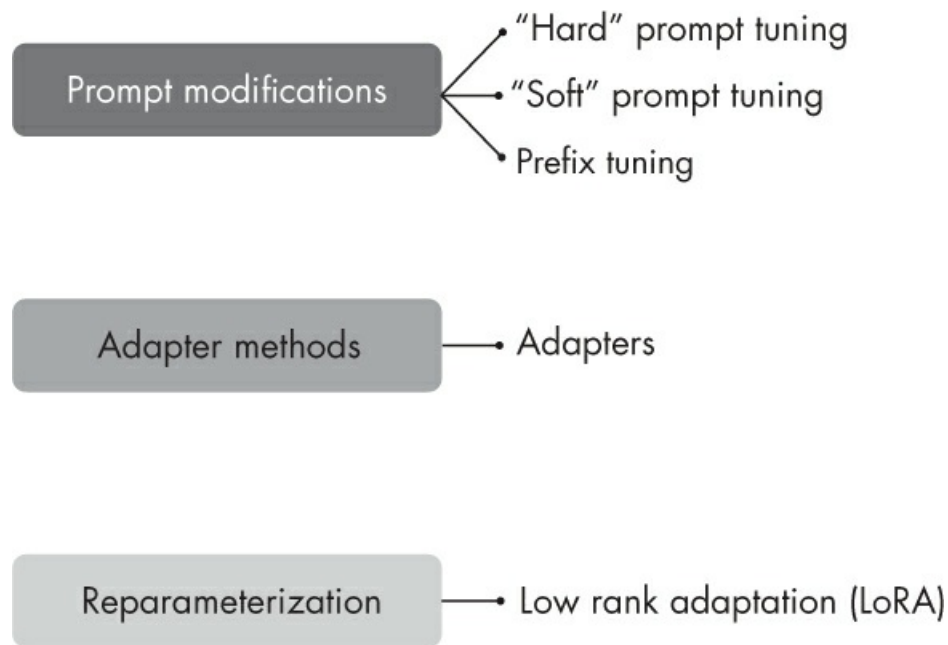 Prompt modifications
“Hard” prompt tuning
“Soft” prompt tuning
Prefix tuning
Adapter methods
Adapters
Reparameterization
Low rank adaptation (LoRA)